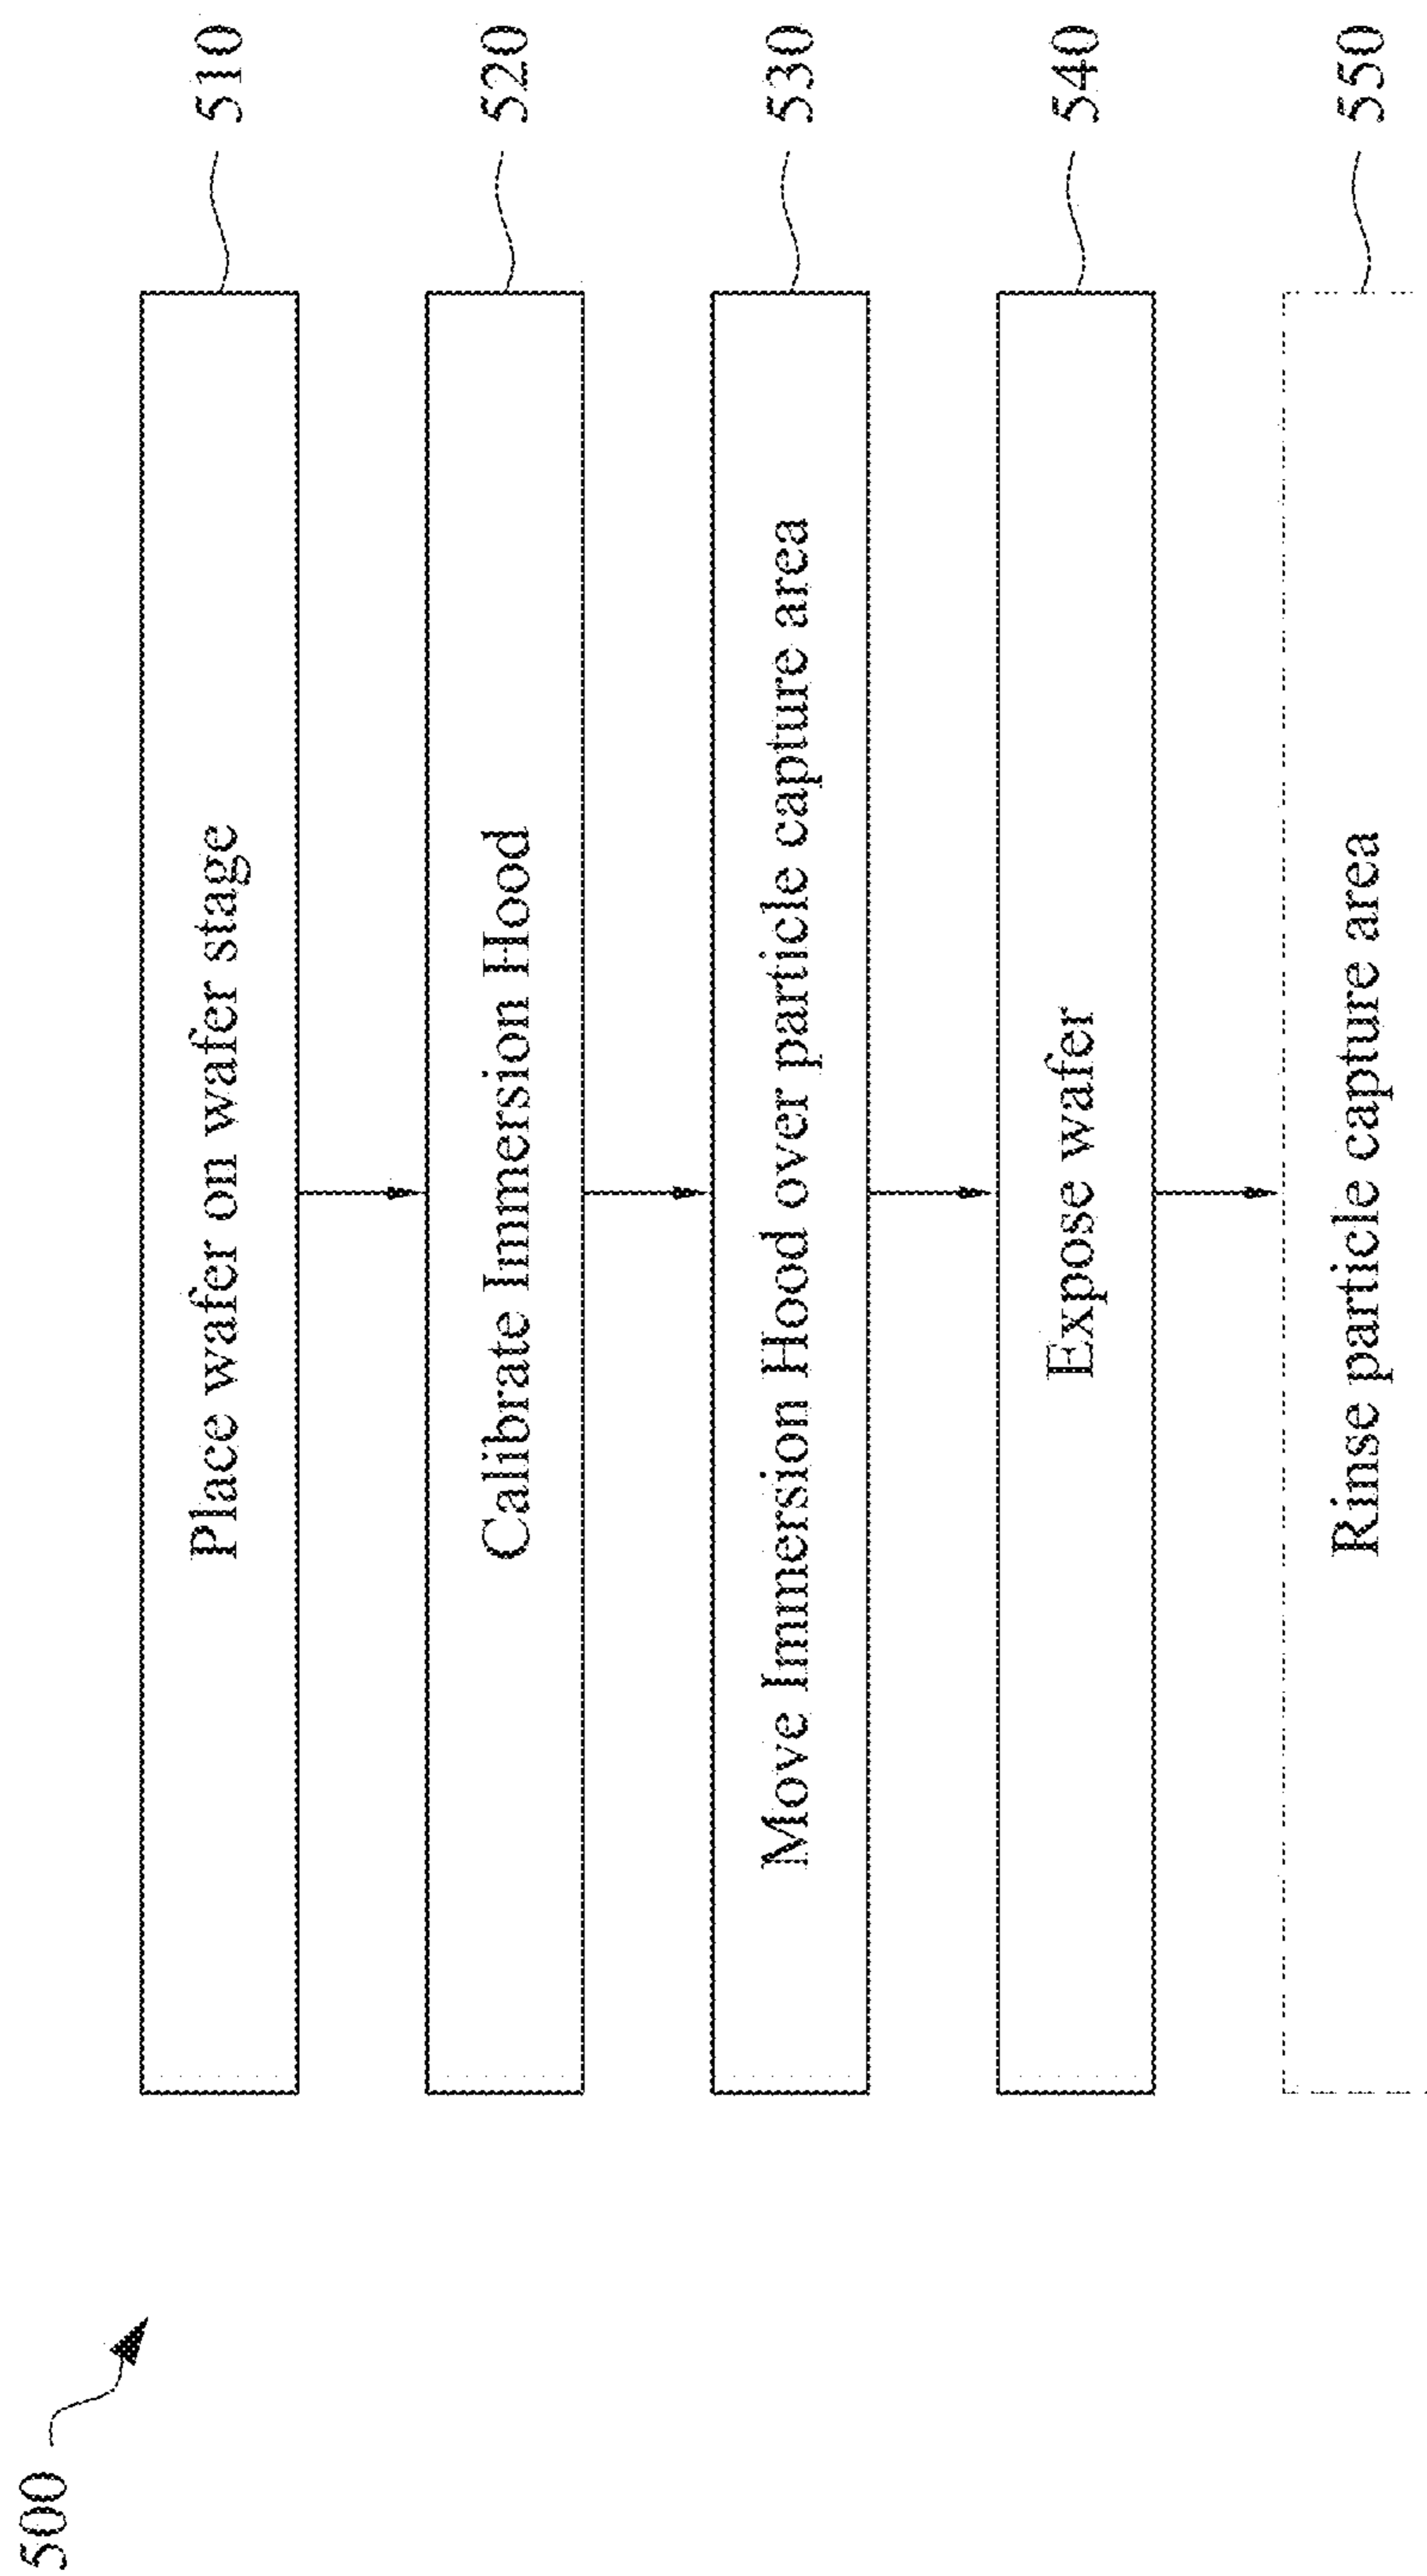 500
Place wafer on wafer stage
510
Calibrate Immersion Hood
520
Move Immersion Hood over particle capture area
530
Expose wafer
540
Rinse particle capture area
550